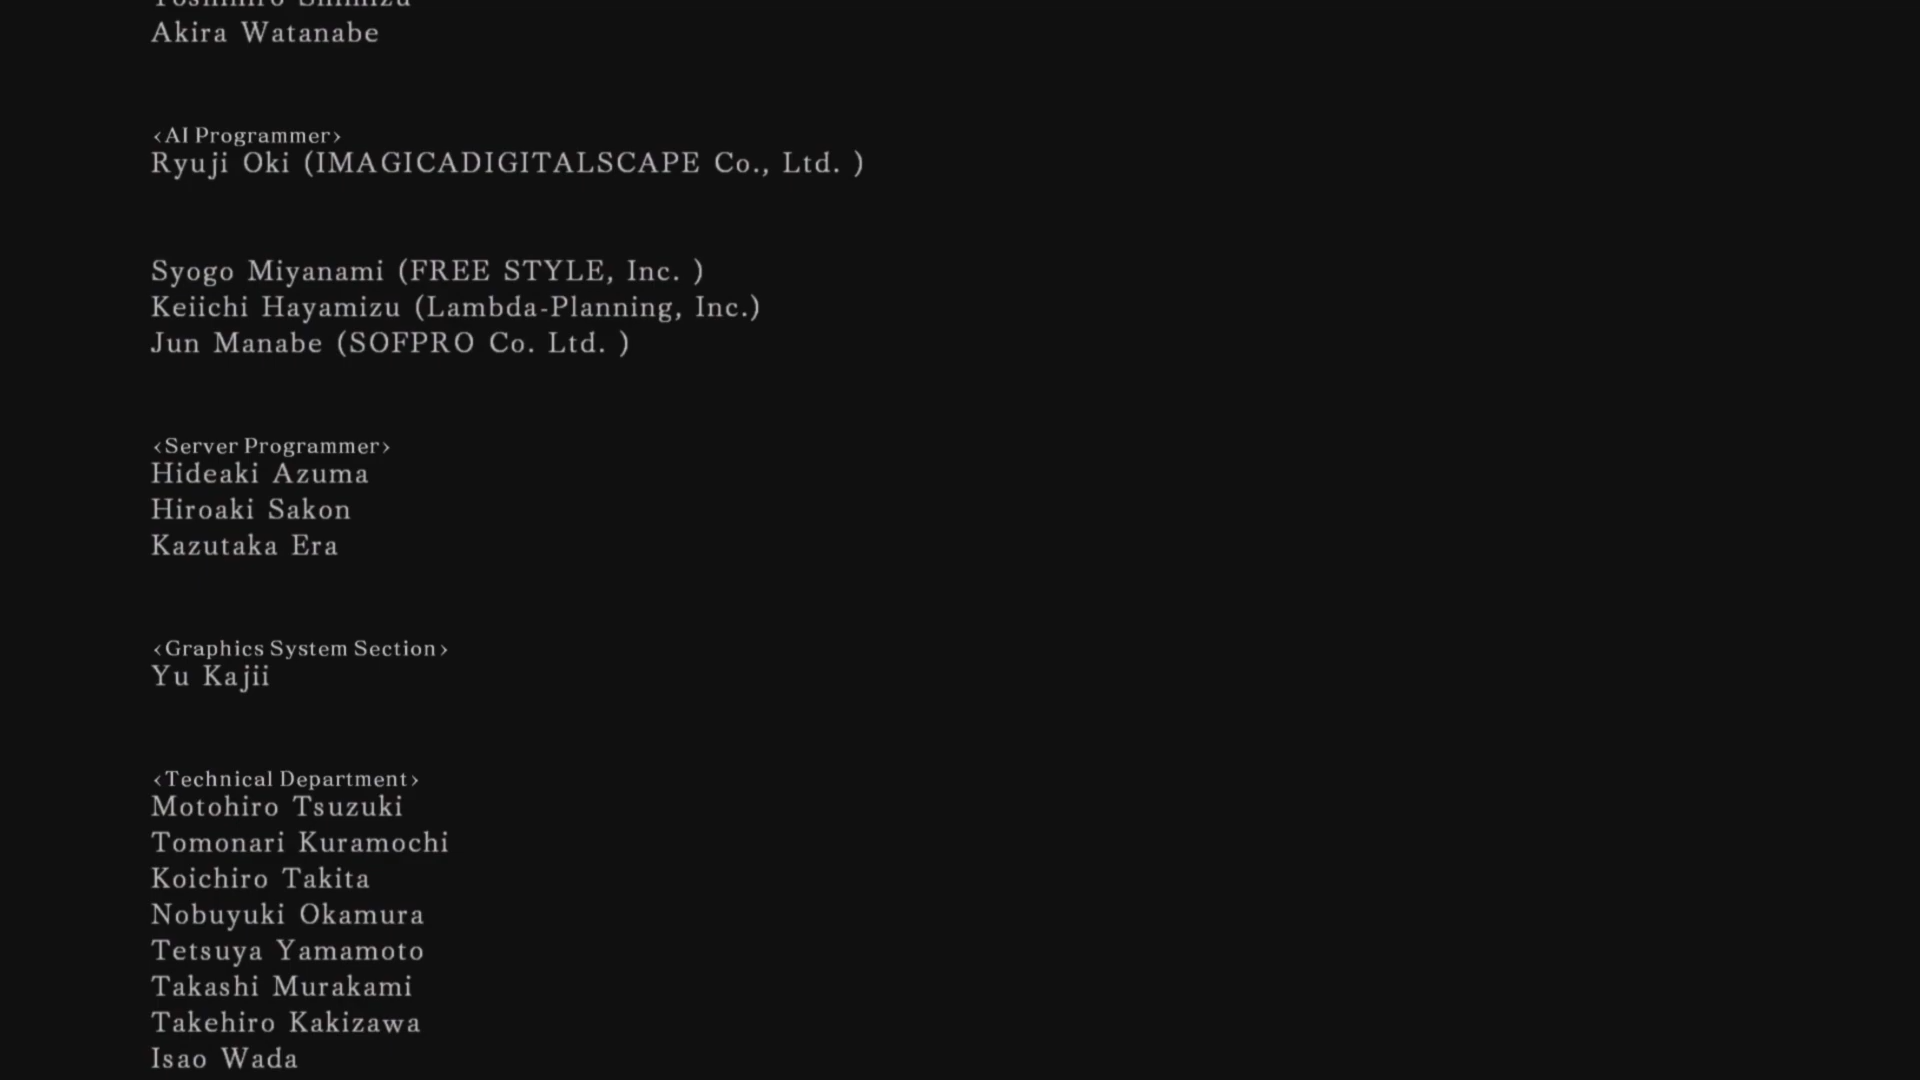 Yoshihiro Shimizu
Akira Watanabe
‹AI Programmer›
Ryuji Oki (IMAGICADIGITALSCAPE Co., Ltd. )
Syogo Miyanami (FREE STYLE, Inc. )
Keiichi Hayamizu (Lambda-Planning, Inc.)
Jun Manabe (SOFPRO Co. Ltd. )
‹Server Programmer›
Hideaki Azuma
Hiroaki Sakon
Kazutaka Era
‹Graphics System Section›
Yu Kajii
‹Technical Department›
Motohiro Tsuzuki
Tomonari Kuramochi
Koichiro Takita
Nobuyuki Okamura
Tetsuya Yamamoto
Takashi Murakami
Takehiro Kakizawa
Isao Wada